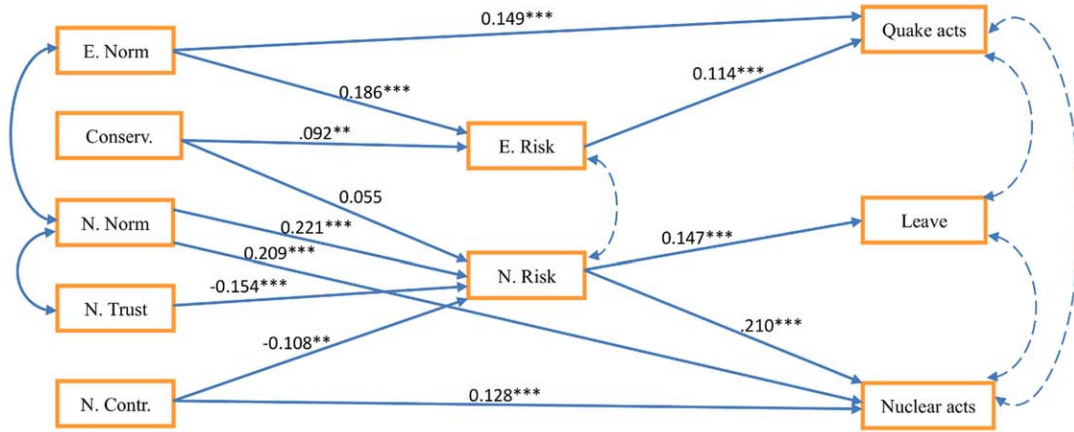 0.149***
Quake acts
E. Norm
0.114***
0.186***
Conserv.
.092**
E. Risk
0.055
N. Norm
0.221***
Leave
0.209***
0.147***
N. Risk
-0.154***
N. Trust
.210***
-0.108**
0.128***
N. Contr.
Nuclear acts